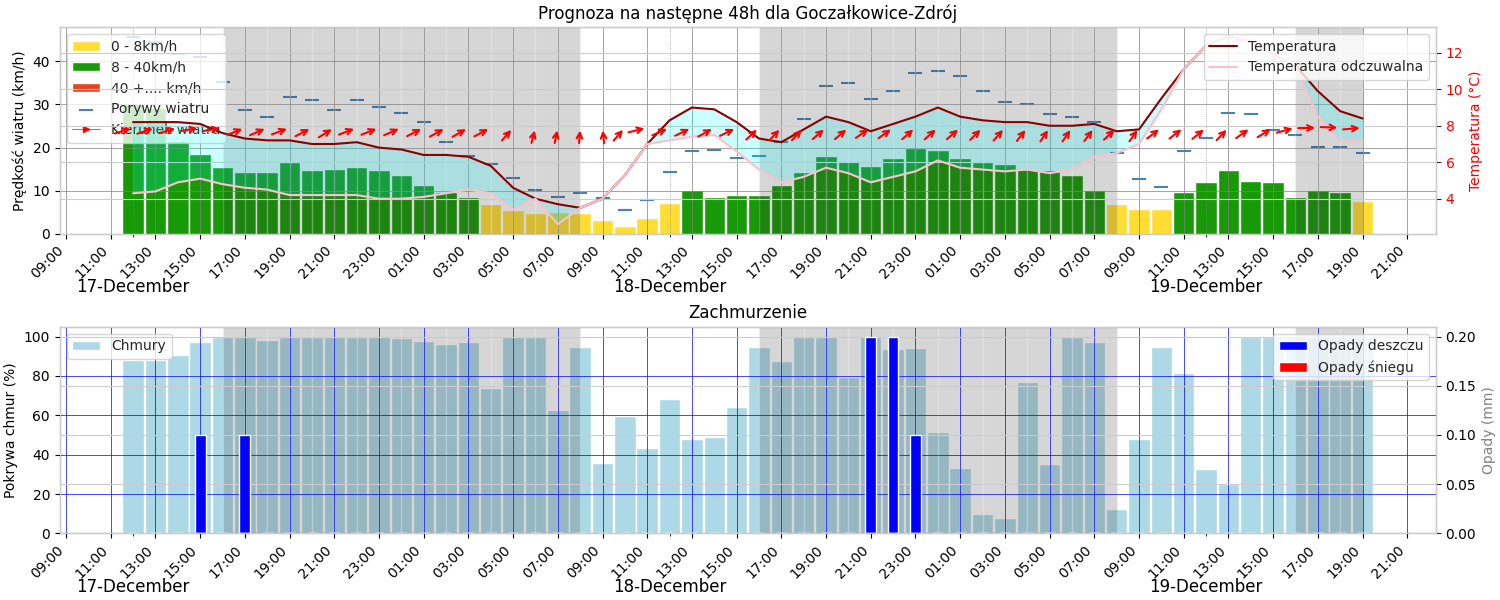 Prognoza na następne 48h dla Goczałkowice-Zdrój
Prędkość wiatru (km/h)
40
30
20
10
0
0 - 8km/h
8 - 40km/h
40 +.... km/h
Porywy wiatru
Kierunek wiatru
Temperatura
Temperatura odczuwalna
12
10
8
6
4
Temperatura (°C)
09:00 11:00 13:00 15:00 17:00 19:00 21:00 23:00 01:00 03:00 05:00 07:00 09:00 11:00 13:00 15:00 17:00 19:00 21:00 23:00 01:00 03:00 05:00 07:00 09:00 11:00 13:00 15:00 17:00 19:00 21:00
17-December 18-December 19-December
Zachmurzenie
Pokrywa chmur (%)
100
80
60
40
20
0
Chmury
Opady deszczu
Opady śniegu
0.20
0.15
0.10
0.05
0.00
Opady (mm)
09:00 11:00 13:00 15:00 17:00 19:00 21:00 23:00 01:00 03:00 05:00 07:00 09:00 11:00 13:00 15:00 17:00 19:00 21:00 23:00 01:00 03:00 05:00 07:00 09:00 11:00 13:00 15:00 17:00 19:00 21:00
17-December 18-December 19-December